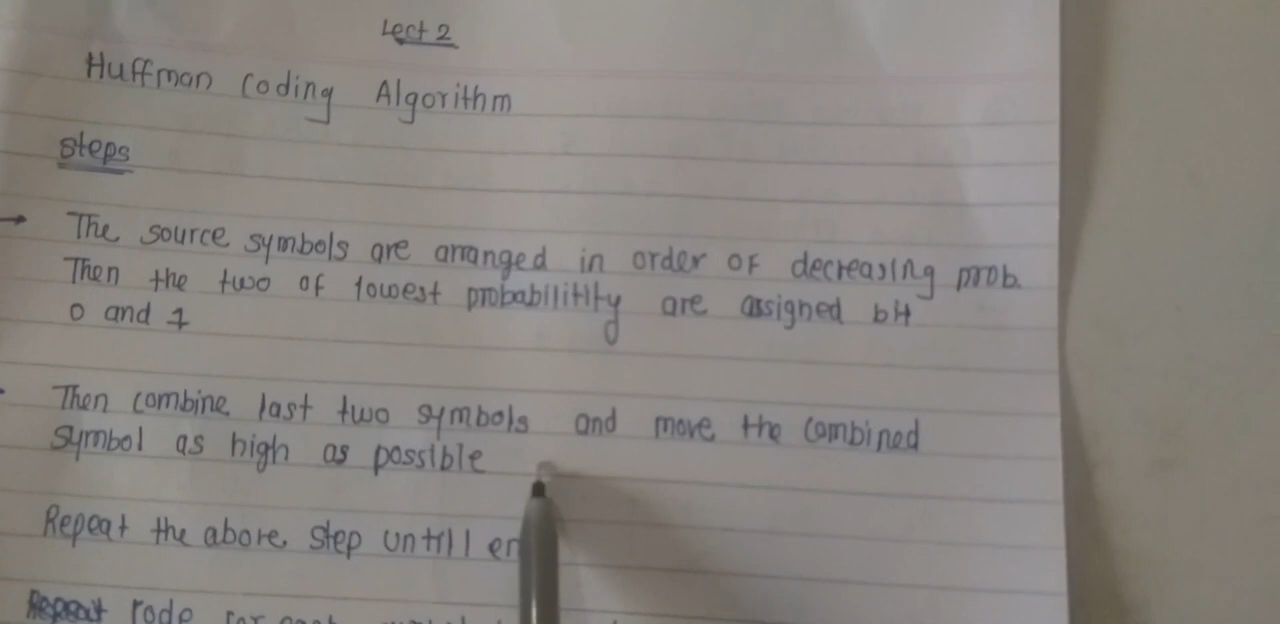 Lect 2
Huffman Coding Algorithm
steps
→ The source symbols are arranged in order of decreasing prob.
Then the two of lowest probabilitity are assigned bit
0 and 1
Then combine last two symbols and move the combined
symbol as high as possible
Repeat the above step untill
code for